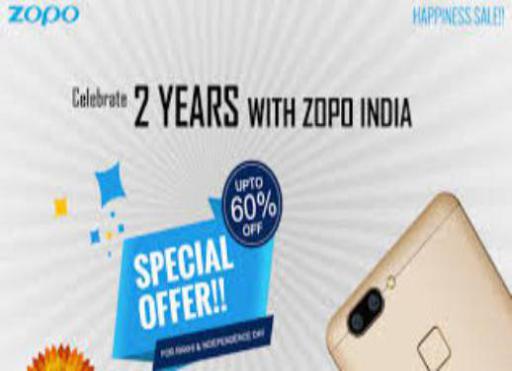 ZOPO
HAPPINESS SALE!!
Celebrate 2 YEARS WITH ZOPO INDIA
UPTO
60%
OFF
SPECIAL
OFFER!!
FOR RAKHI & INDEPENDENCE DAY